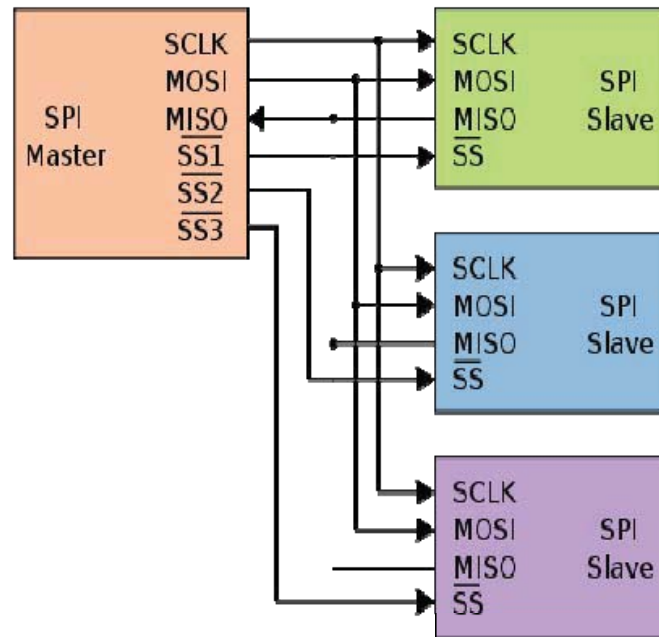 SCLK
MOSI
SPI
MISO
Master
SS1
SS2
SS3
SCLK
MOSI
SPI
MISO
Slave
SS
SCLK
MOSI
SPI
MISO
Slave
SS
SCLK
MOSI
SPI
MISO
Slave
SS